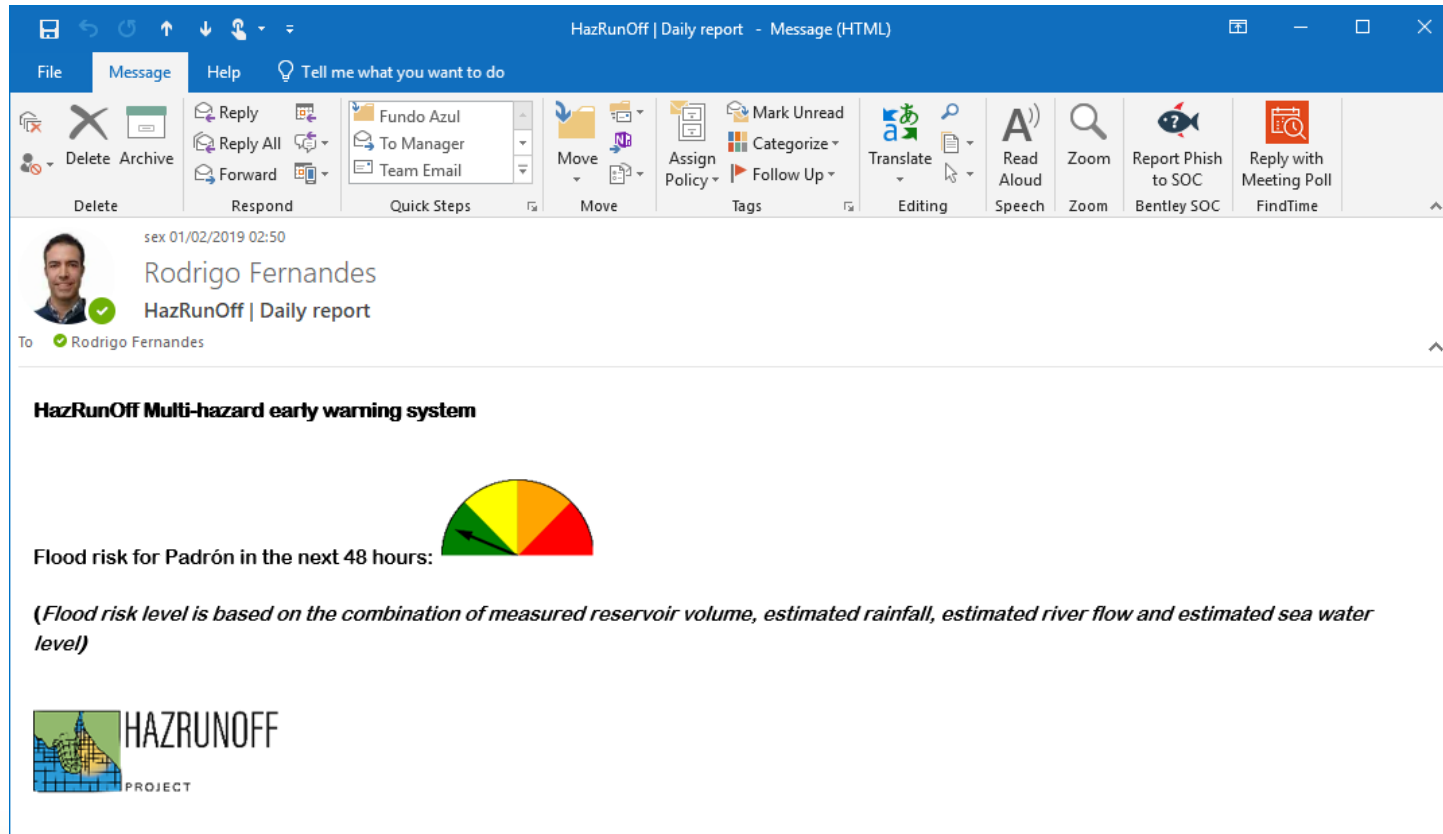 HazRunOff | Daily report - Message (HTML)
File Message Help Tell me what you want to do
Delete Archive
Reply
Reply All
Forward
Fundo Azul
To Manager
Team Email
Move
Assign Policy
Mark Unread
Categorize
Follow Up
Translate
Read Aloud
Zoom
Report Phish to SOC
Reply with Meeting Poll
Delete Respond Quick Steps Move Tags Editing Speech Zoom Bentley SOC FindTime
sex 01/02/2019 02:50
Rodrigo Fernandes
HazRunOff | Daily report
To Rodrigo Fernandes
HazRunOff Multi-hazard early warning system
Flood risk for Padrón in the next 48 hours:
(Flood risk level is based on the combination of measured reservoir volume, estimated rainfall, estimated river flow and estimated sea water
level)
HAZRUNOFF
PROJECT